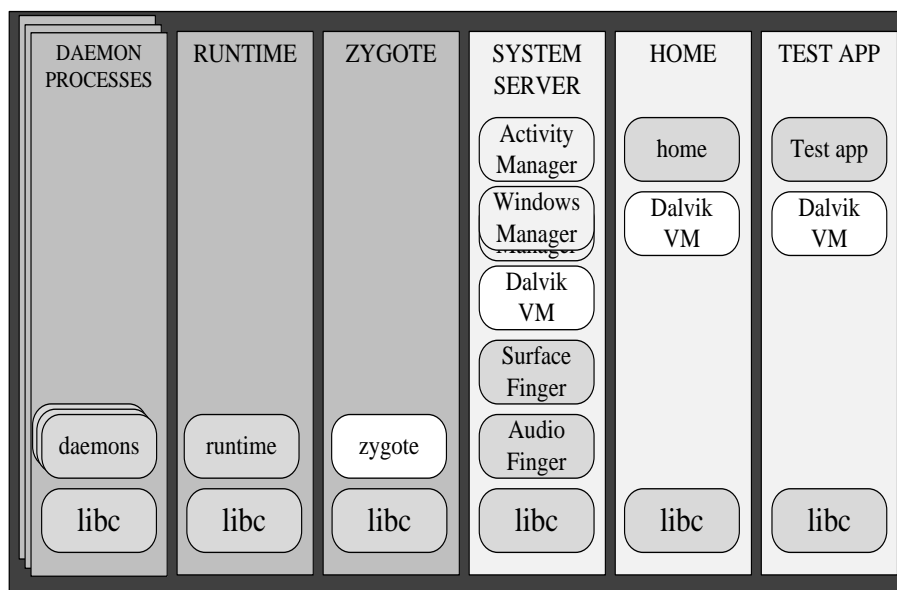 DAEMON
PROCESSES
daemons
libc
RUNTIME
runtime
libc
ZYGOTE
zygote
libc
SYSTEM
SERVER
Activity
Manager
Windows
Manager
Manager
Dalvik
VM
Surface
Finger
Audio
Finger
libc
HOME
home
Dalvik
VM
libc
TEST APP
Test app
Dalvik
VM
libc